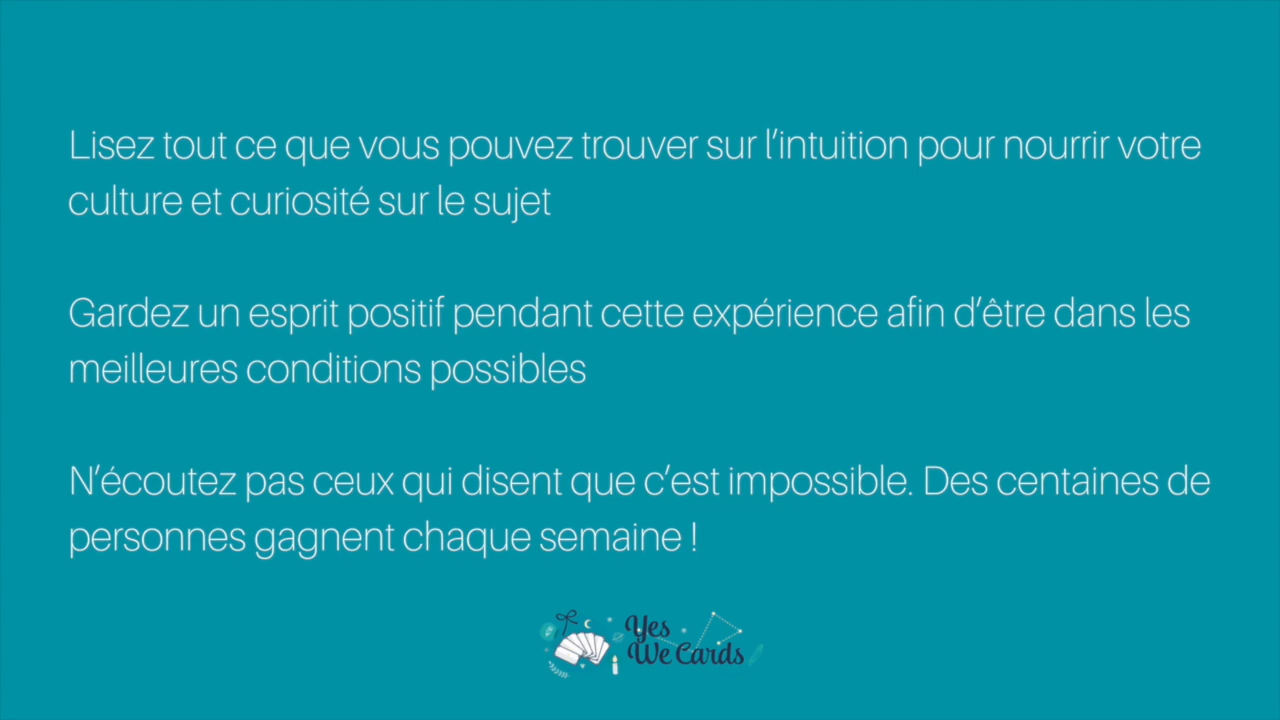 Lisez tout ce que vous pouvez trouver sur l’intuition pour nourrir votre
culture et curiosité sur le sujet
Gardez un esprit positif pendant cette expérience afin d’être dans les
meilleures conditions possibles
N’écoutez pas ceux qui disent que c’est impossible. Des centaines de
personnes gagnent chaque semaine !
Yes
We Cards